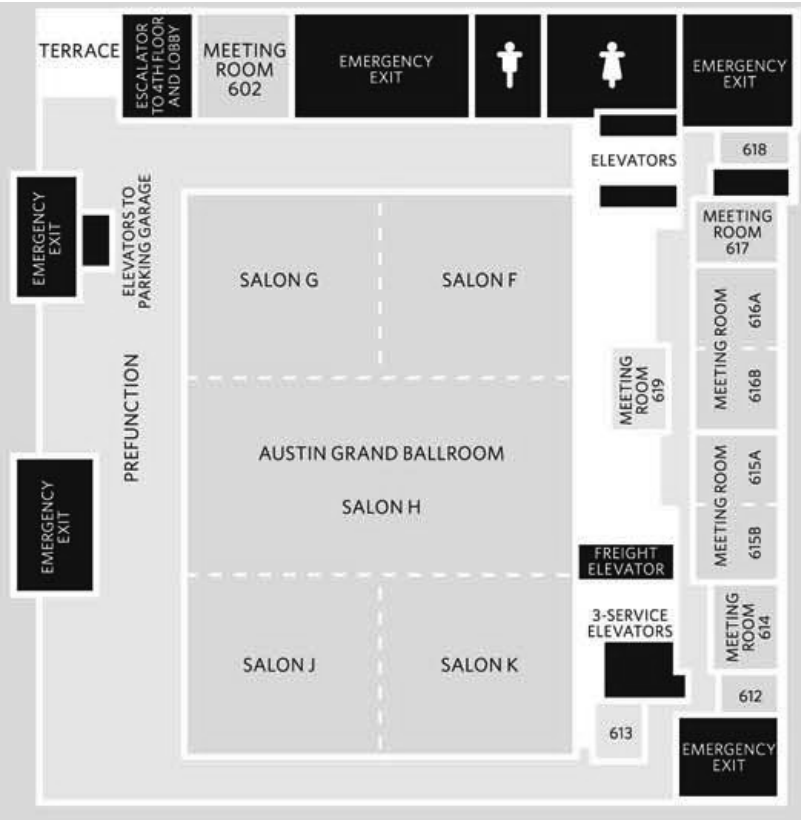 TERRACE
ESCALATOR
TO 4TH FLOOR
AND LOBBY
MEETING
ROOM
602
EMERGENCY
EXIT
EMERGENCY
EXIT
ELEVATORS
618
EMERGENCY
EXIT
ELEVATORS TO
PARKING GARAGE
MEETING
ROOM
617
SALON G
SALON F
MEETING ROOM
616A
616B
MEETING
ROOM
619
PREFUNCTION
AUSTIN GRAND BALLROOM
SALON H
MEETING ROOM
615A
615B
EMERGENCY
EXIT
FREIGHT
ELEVATOR
3-SERVICE
ELEVATORS
MEETING
ROOM
614
SALON J
SALON K
612
613
EMERGENCY
EXIT